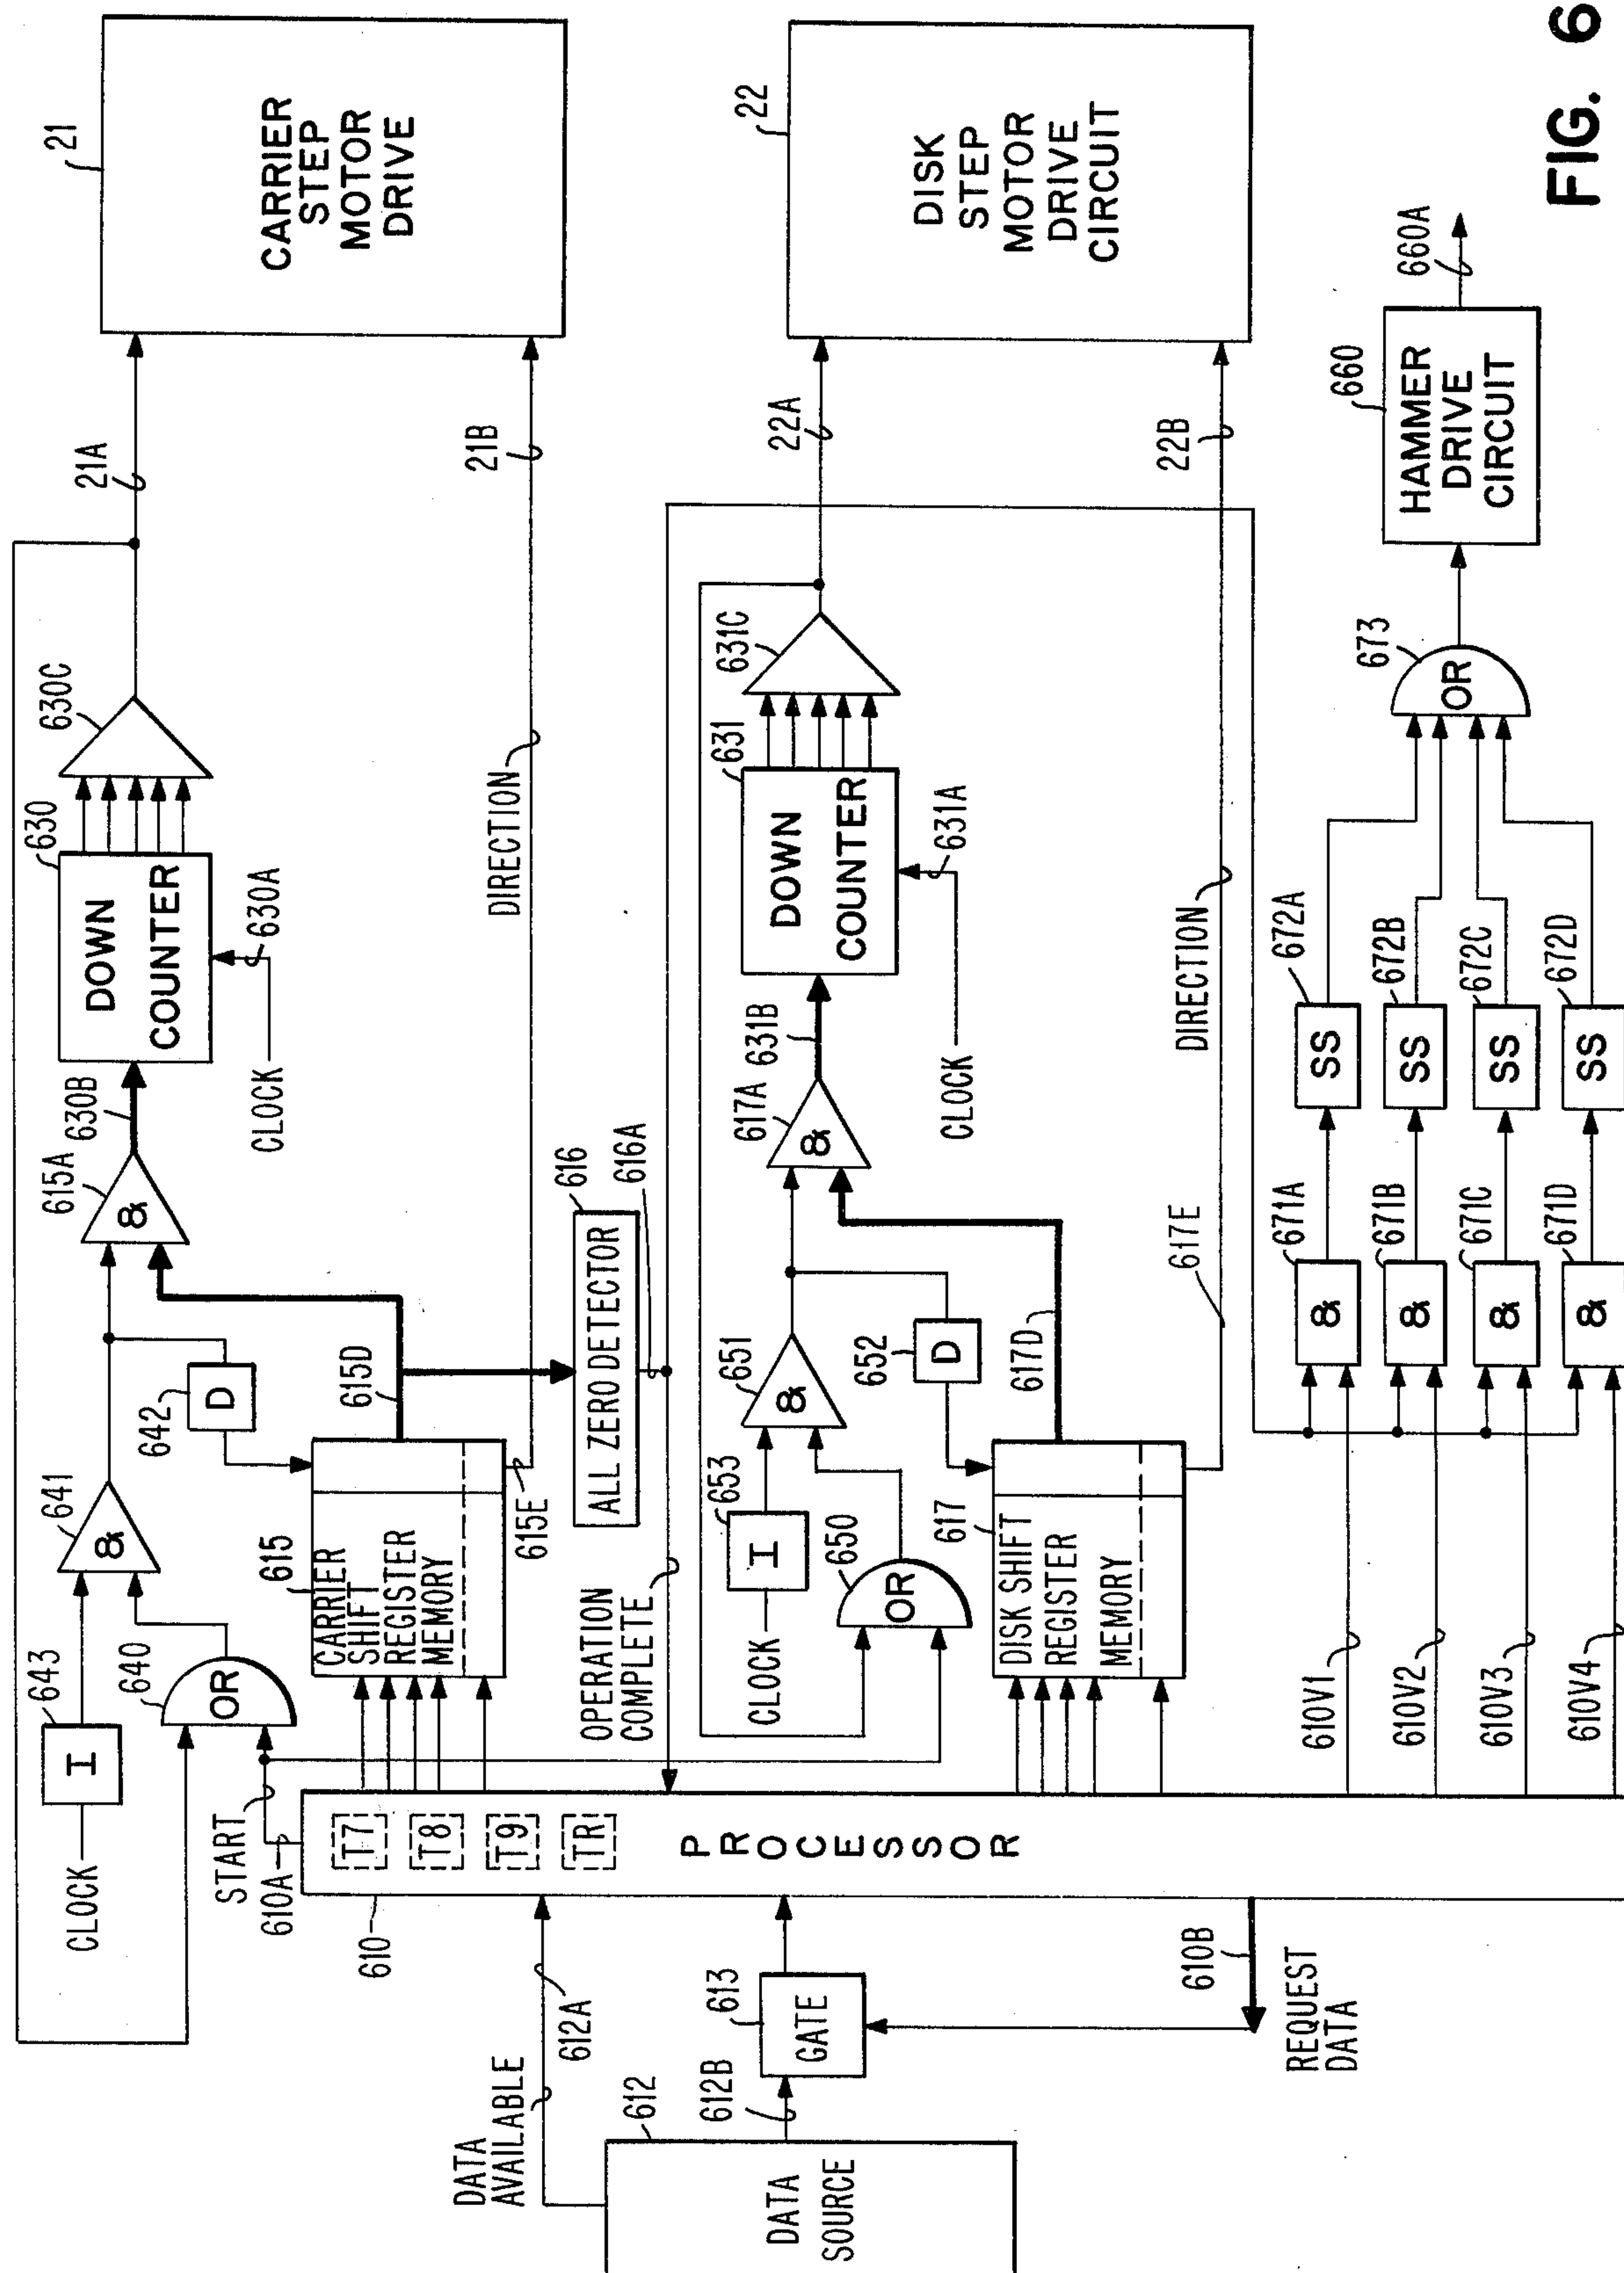 21
CARRIER
STEP
MOTOR
DRIVE
21A
21B
DIRECTION
630C
630
DOWN
COUNTER
630A
CLOCK
630B
615A
&
641
&
642
D
643
I
CLOCK
640
OR
START
610A
615
CARRIER
SHIFT
REGISTER
MEMORY
615D
615E
616
ALL ZERO DETECTOR
616A
OPERATION
COMPLETE
22
DISK
STEP
MOTOR
DRIVE
CIRCUIT
22A
22B
DIRECTION
631C
631
DOWN
COUNTER
631A
CLOCK
631B
617A
&
651
&
652
D
653
I
CLOCK
650
OR
617
DISK SHIFT
REGISTER
MEMORY
617D
617E
610
T7
T8
T9
TR
PROCESSOR
DATA
AVAILABLE
612A
612
DATA
SOURCE
612B
613
GATE
610B
REQUEST
DATA
610V1
610V2
610V3
610V4
671A
&
671B
&
671C
&
671D
&
672A
SS
672B
SS
672C
SS
672D
SS
673
OR
660
HAMMER
DRIVE
CIRCUIT
660A
FIG. 6